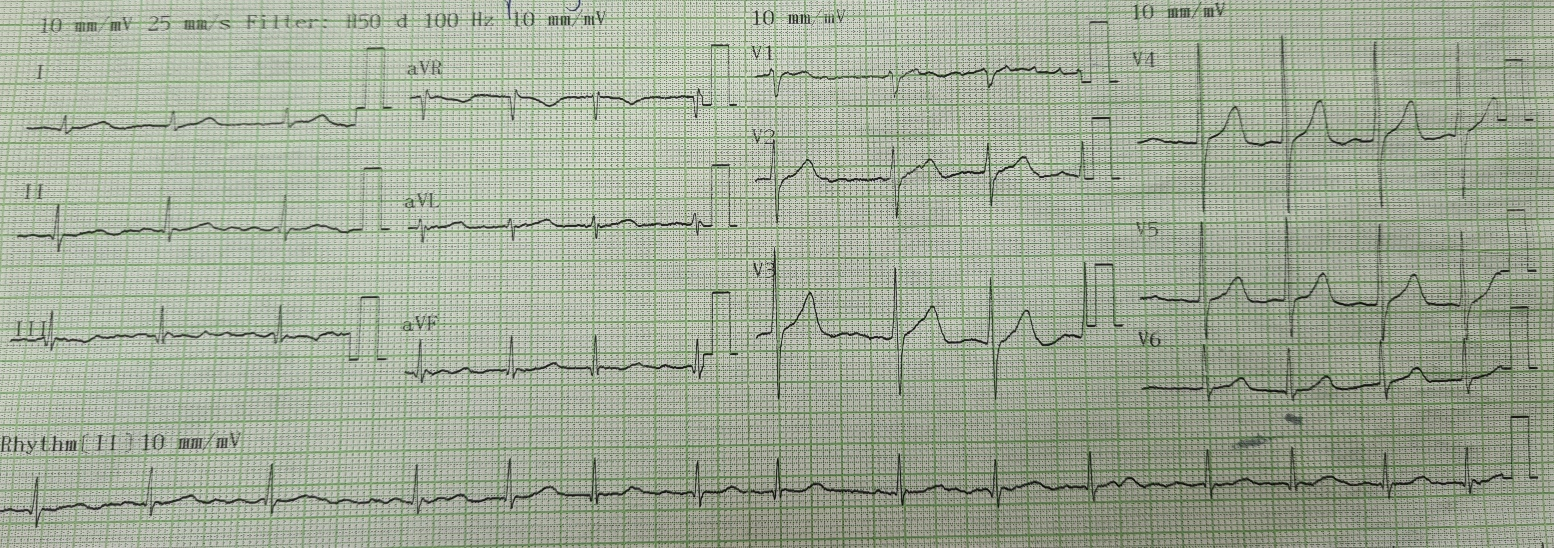 10 mm/mV 25 mm/s Filter: H50 d 100 Hz 10 mm/mV
10 mm/mV
10 mm/mV
I
aVR
V1
V4
II
aVL
V2
V5
III
aVF
V3
V6
Rhythm[II] 10 mm/mV